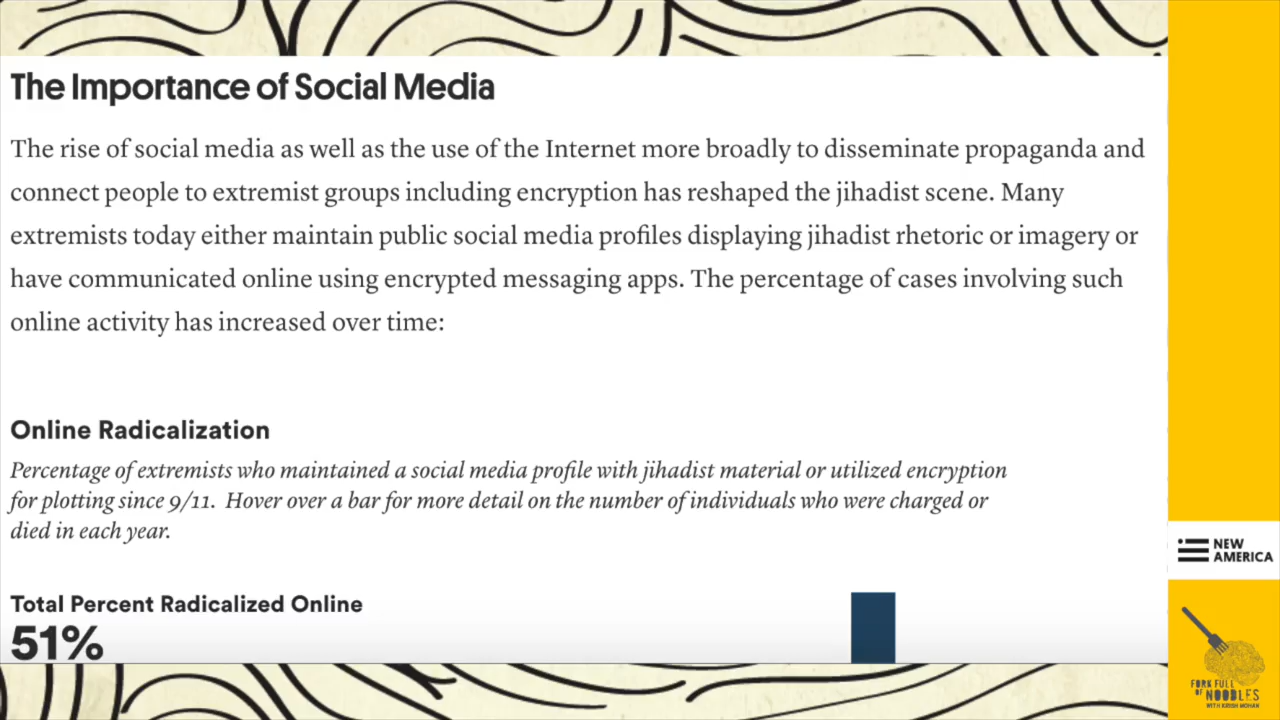 The Importance of Social Media
The rise of social media as well as the use of the Internet more broadly to disseminate propaganda and
connect people to extremist groups including encryption has reshaped the jihadist scene. Many
extremists today either maintain public social media profiles displaying jihadist rhetoric or imagery or
have communicated online using encrypted messaging apps. The percentage of cases involving such
online activity has increased over time:
Online Radicalization
Percentage of extremists who maintained a social media profile with jihadist material or utilized encryption
for plotting since 9/11. Hover over a bar for more detail on the number of individuals who were charged or
died in each year.
Total Percent Radicalized Online
51%
NEW
AMERICA
FORK FULL
OF NOODLES
WITH KRISH MOHAN